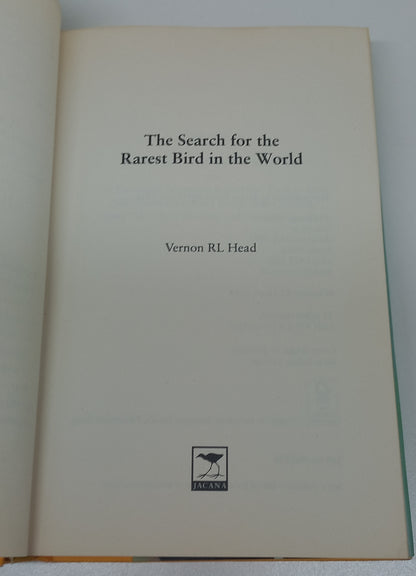 The Search for the
Rarest Bird in the World
Vernon RL Head
JACANA